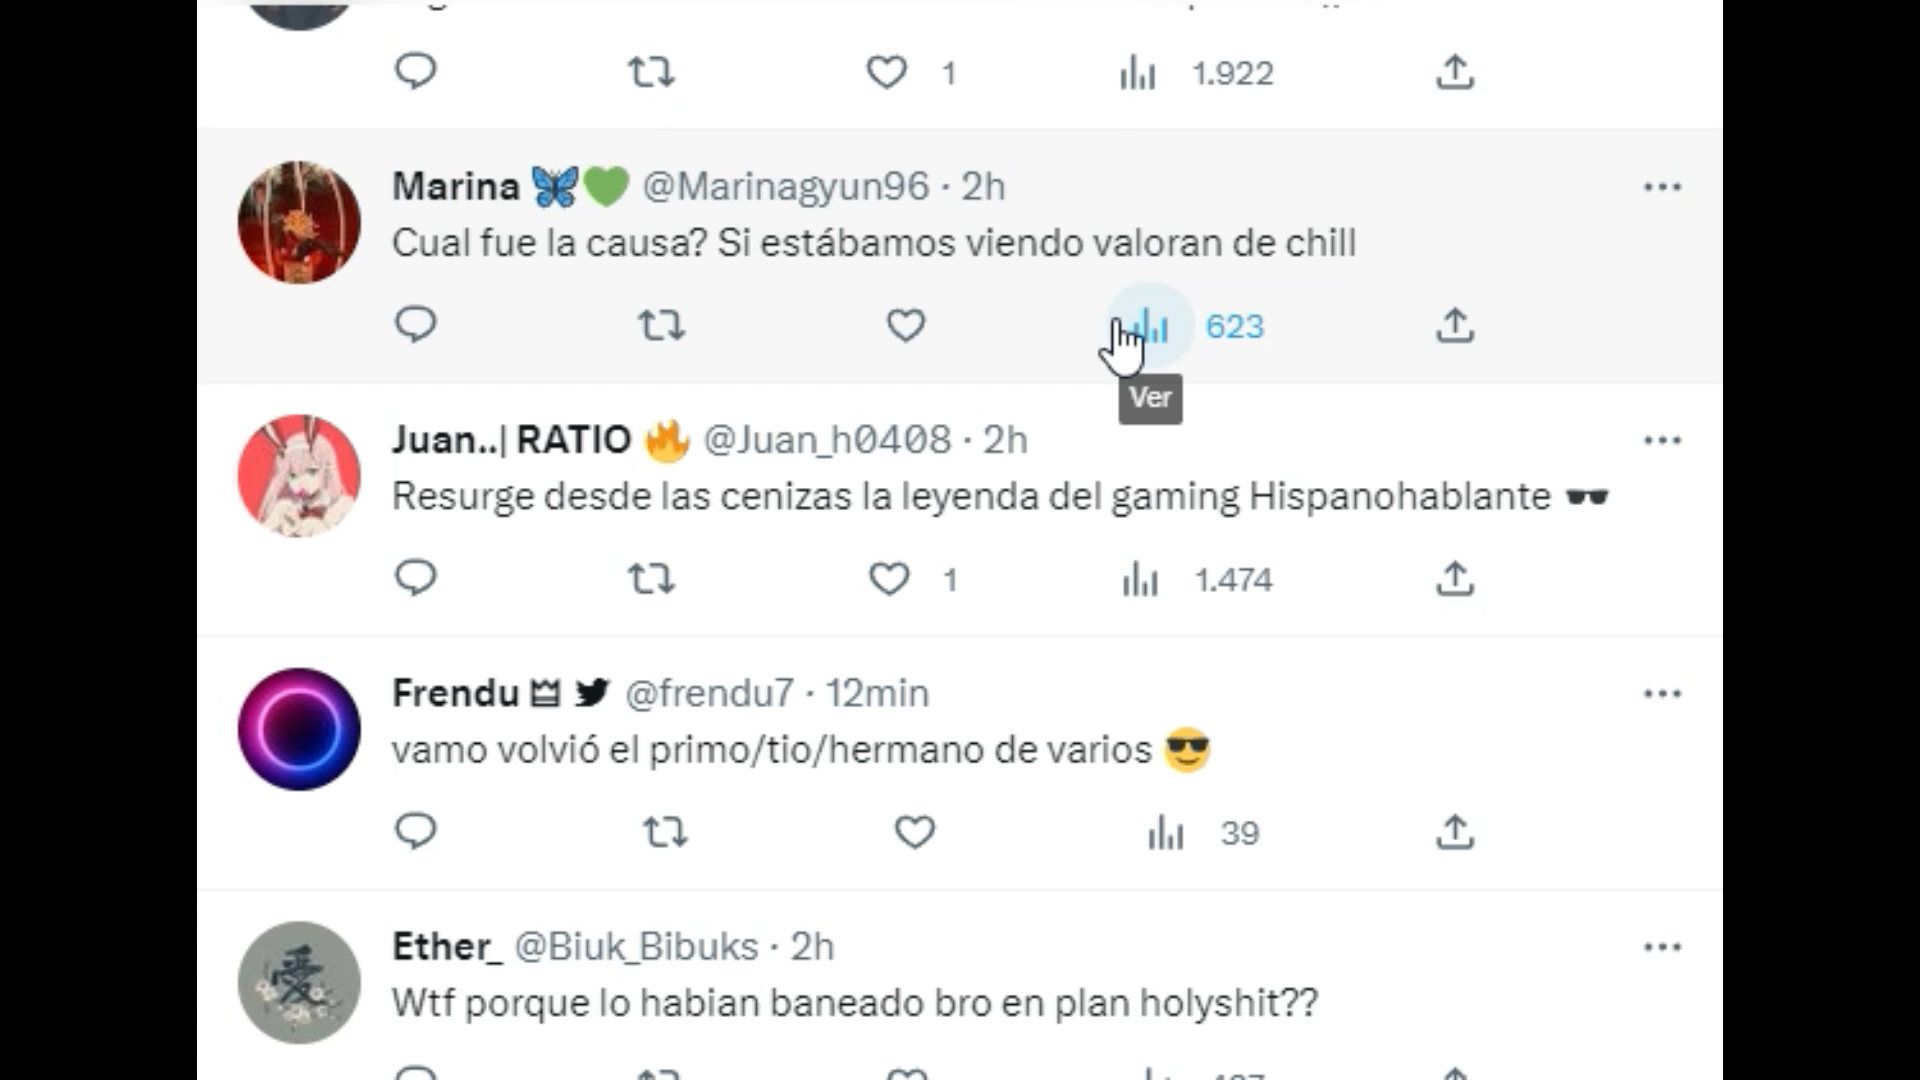 1 1.922
Marina 🦋💚 @Marinagyun96 · 2h
Cual fue la causa? Si estábamos viendo valoran de chill
623
Ver
Juan..| RATIO 🔥 @Juan_h0408 · 2h
Resurge desde las cenizas la leyenda del gaming Hispanohablante 🕶️
1 1.474
Frendu @frendu7 · 12min
vamo volvió el primo/tio/hermano de varios 😎
39
Ether_ @Biuk_Bibuks · 2h
Wtf porque lo habian baneado bro en plan holyshit??
愛